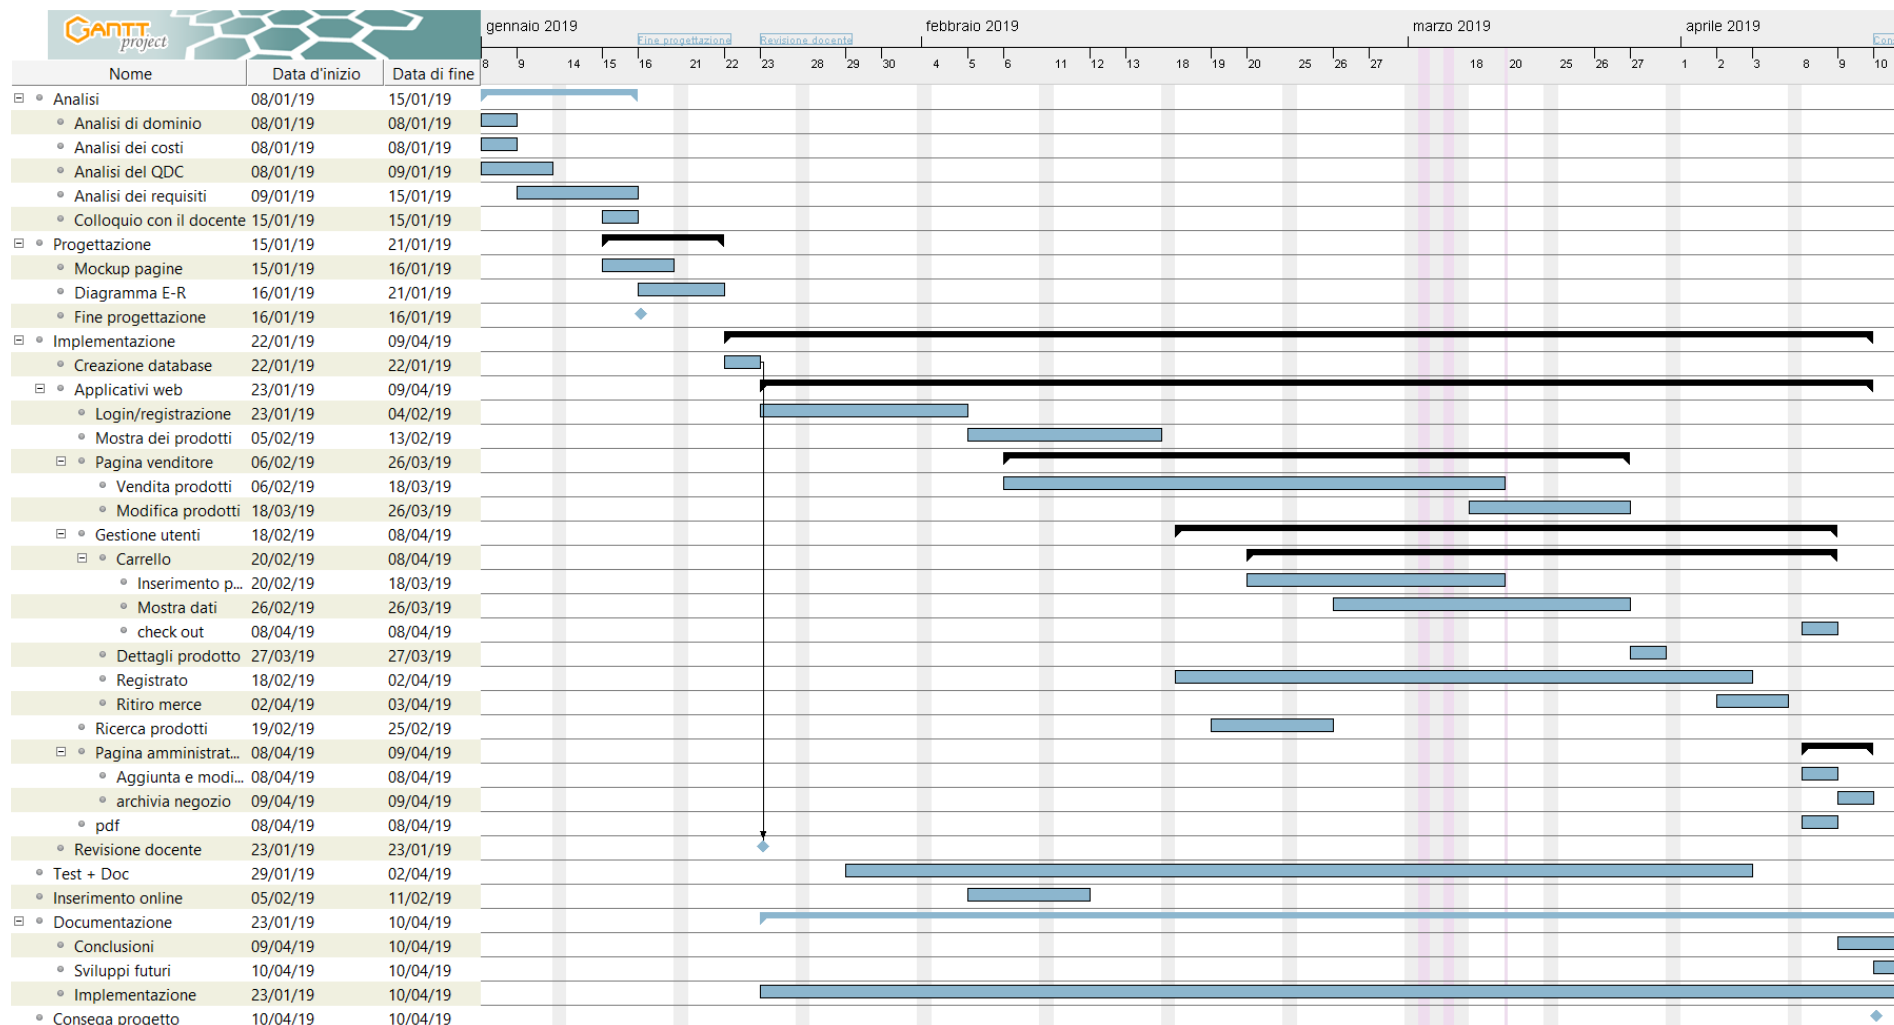 GANTT
project
gennaio 2019 febbraio 2019 marzo 2019 aprile 2019
Fine progettazione Revisione docente Con
8 9 14 15 16 21 22 23 28 29 30 4 5 6 11 12 13 18 19 20 25 26 27 18 20 25 26 27 1 2 3 8 9 10
Nome Data d'inizio Data di fine
Analisi 08/01/19 15/01/19
Analisi di dominio 08/01/19 08/01/19
Analisi dei costi 08/01/19 08/01/19
Analisi del QDC 08/01/19 09/01/19
Analisi dei requisiti 09/01/19 15/01/19
Colloquio con il docente 15/01/19 15/01/19
Progettazione 15/01/19 21/01/19
Mockup pagine 15/01/19 16/01/19
Diagramma E-R 16/01/19 21/01/19
Fine progettazione 16/01/19 16/01/19
Implementazione 22/01/19 09/04/19
Creazione database 22/01/19 22/01/19
Applicativi web 23/01/19 09/04/19
Login/registrazione 23/01/19 04/02/19
Mostra dei prodotti 05/02/19 13/02/19
Pagina venditore 06/02/19 26/03/19
Vendita prodotti 06/02/19 18/03/19
Modifica prodotti 18/03/19 26/03/19
Gestione utenti 18/02/19 08/04/19
Carrello 20/02/19 08/04/19
Inserimento p... 20/02/19 18/03/19
Mostra dati 26/02/19 26/03/19
check out 08/04/19 08/04/19
Dettagli prodotto 27/03/19 27/03/19
Registrato 18/02/19 02/04/19
Ritiro merce 02/04/19 03/04/19
Ricerca prodotti 19/02/19 25/02/19
Pagina amministrat... 08/04/19 09/04/19
Aggiunta e modi... 08/04/19 08/04/19
archivia negozio 09/04/19 09/04/19
pdf 08/04/19 08/04/19
Revisione docente 23/01/19 23/01/19
Test + Doc 29/01/19 02/04/19
Inserimento online 05/02/19 11/02/19
Documentazione 23/01/19 10/04/19
Conclusioni 09/04/19 10/04/19
Sviluppi futuri 10/04/19 10/04/19
Implementazione 23/01/19 10/04/19
Consega progetto 10/04/19 10/04/19